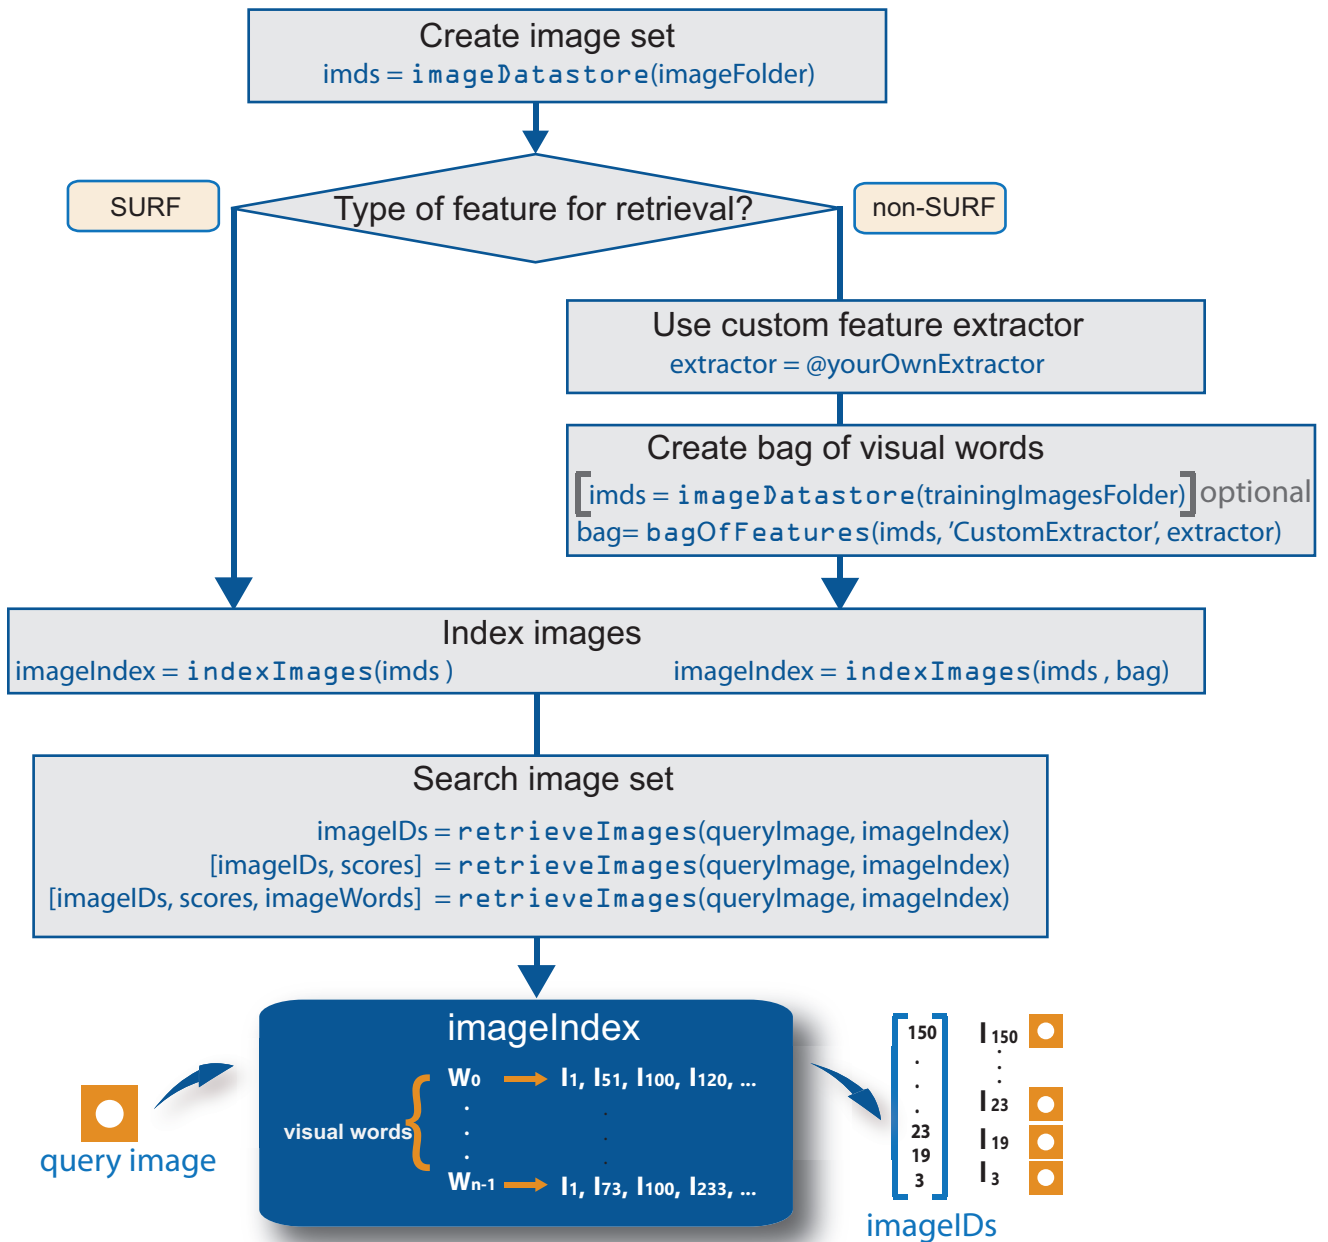 Create image set
imds = imageDatastore(imageFolder)
Type of feature for retrieval?
SURF
non-SURF
Use custom feature extractor
extractor = @yourOwnExtractor
Create bag of visual words
[imds = imageDatastore(trainingImagesFolder)] optional
bag= bagOfFeatures(imds, 'CustomExtractor', extractor)
Index images
imageIndex = indexImages(imds )
imageIndex = indexImages(imds , bag)
Search image set
imageIDs = retrieveImages(queryImage, imageIndex)
[imageIDs, scores] = retrieveImages(queryImage, imageIndex)
[imageIDs, scores, imageWords] = retrieveImages(queryImage, imageIndex)
imageIndex
W0 → I1, I51, I100, I120, ...
.
.
.
visual words
Wn-1 → I1, I73, I100, I233, ...
query image
150
.
.
.
23
19
3
imageIDs
I 150
.
.
.
I 23
I 19
I 3